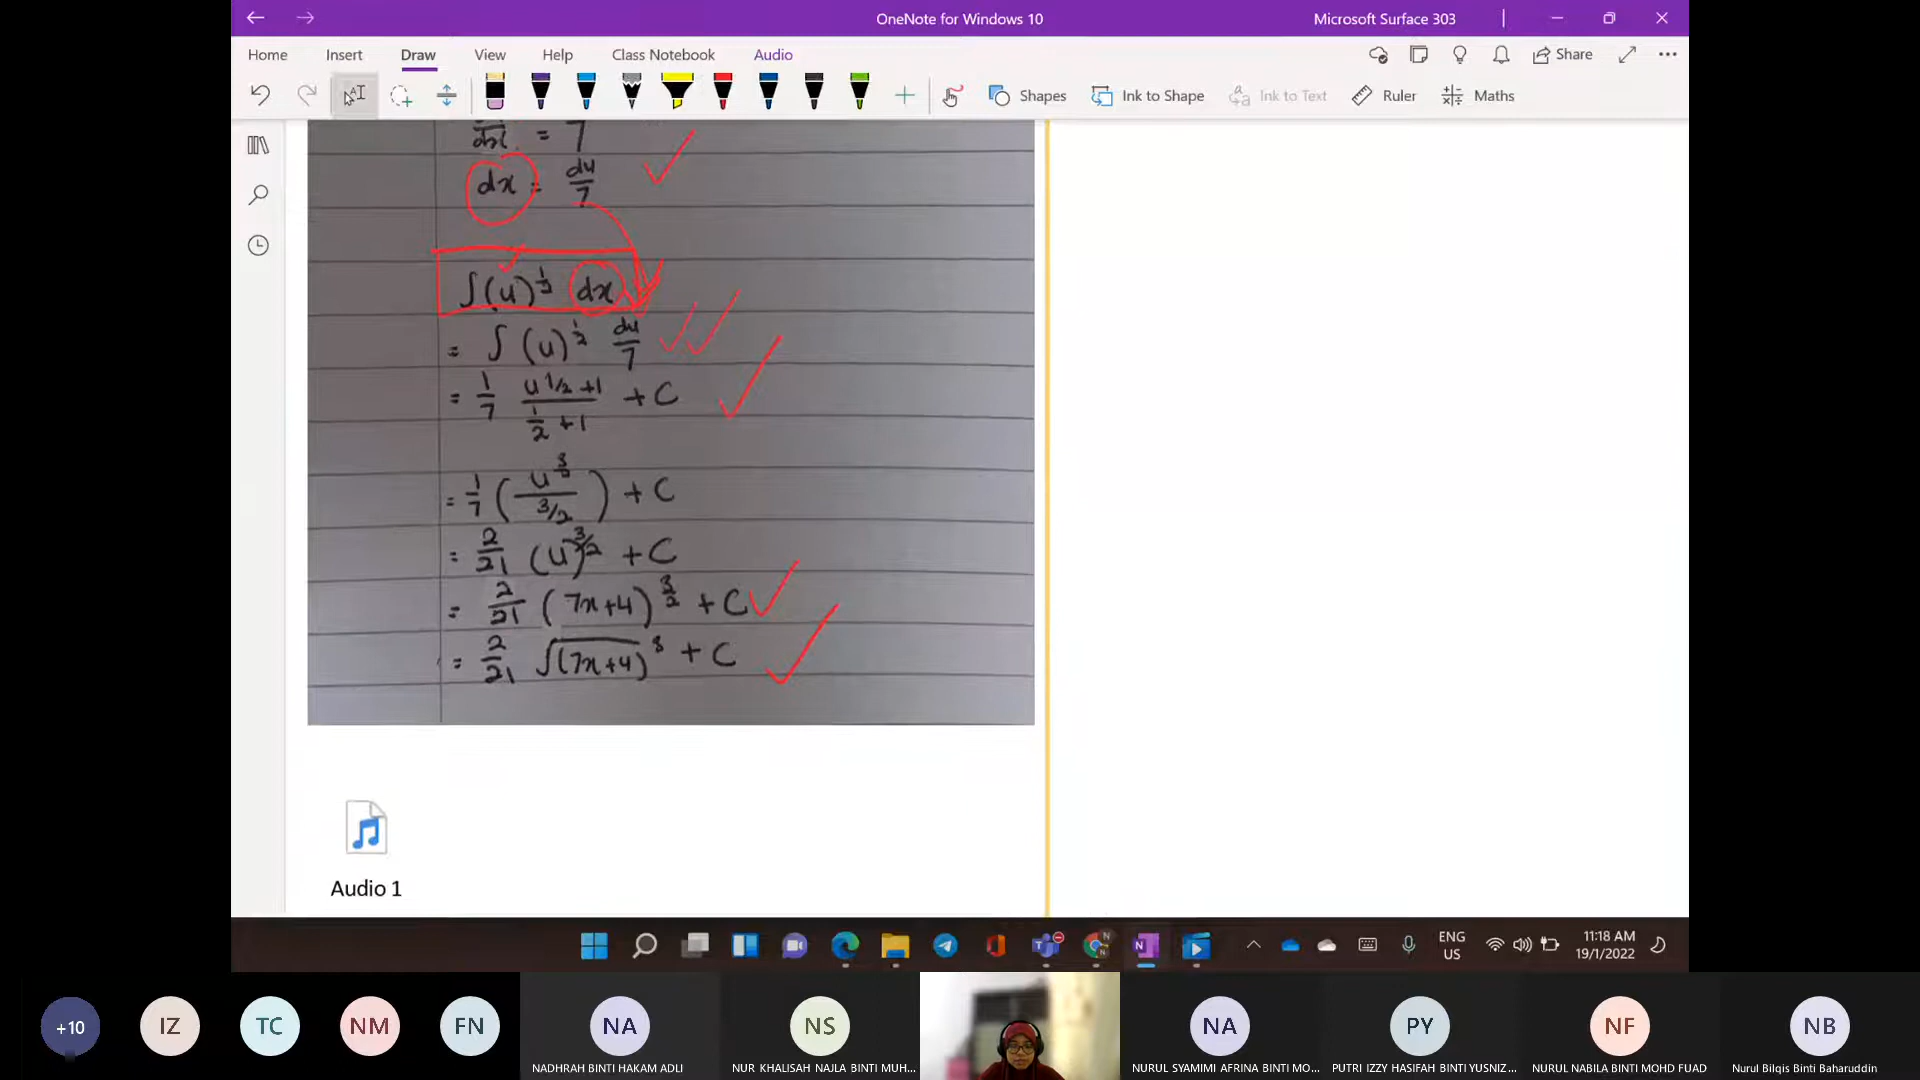 OneNote for Windows 10
Microsoft Surface 303
Home Insert Draw View Help Class Notebook Audio
Share
Shapes Ink to Shape Ink to Text Ruler Maths
du/dx = 7
dx = du/7
∫(u)^1/2 dx
= ∫ (u)^1/2 du/7
= 1/7 u^1/2+1 / 1/2+1 + C
= 1/7 ( u^3/2 / 3/2 ) + C
= 2/21 (u)^3/2 + C
= 2/21 (7x+4)^3/2 + C
= 2/21 √(7x+4)^3 + C
Audio 1
ENG
US
11:18 AM
19/1/2022
+10 IZ TC NM FN NA NS NA PY NF NB
NADHRAH BINTI HAKAM ADLI
NUR KHALISAH NAJLA BINTI MUH...
NURUL SYAMIMI AFRINA BINTI MO...
PUTRI IZZY HASIFAH BINTI YUSNIZ...
NURUL NABILA BINTI MOHD FUAD
Nurul Bilqis Binti Baharuddin